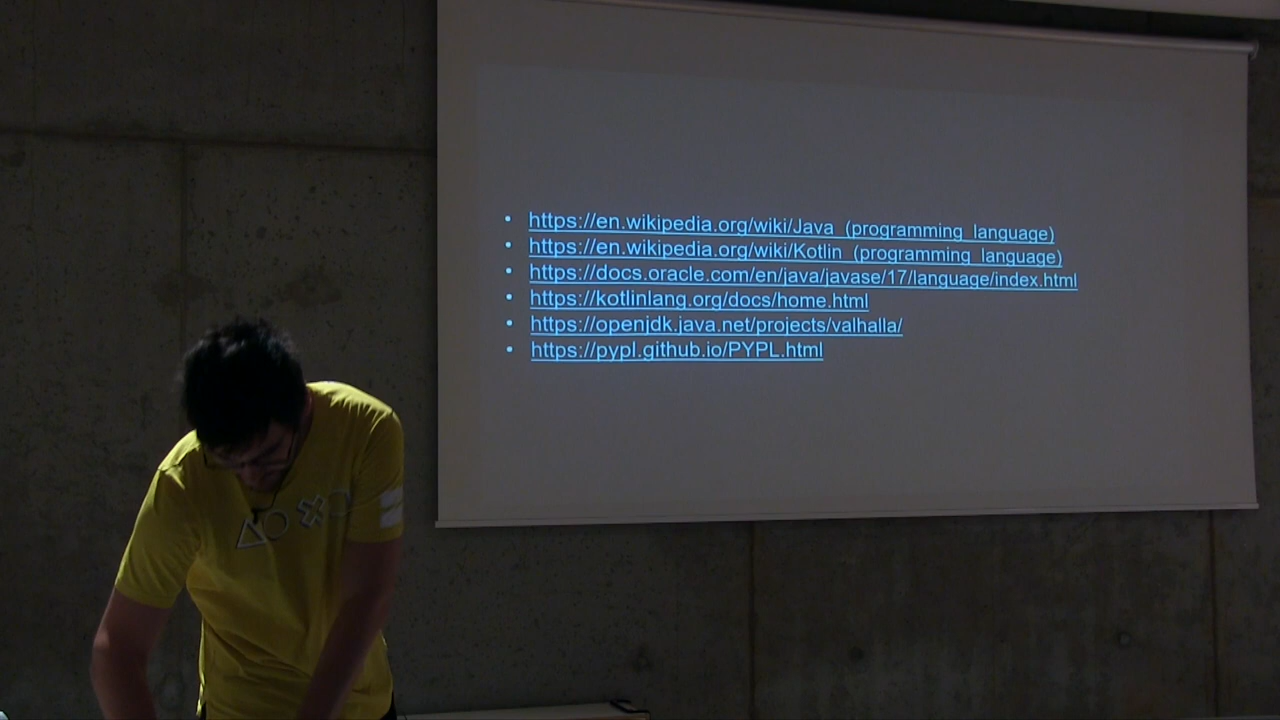 • https://en.wikipedia.org/wiki/Java_(programming_language)
• https://en.wikipedia.org/wiki/Kotlin_(programming_language)
• https://docs.oracle.com/en/java/javase/17/language/index.html
• https://kotlinlang.org/docs/home.html
• https://openjdk.java.net/projects/valhalla/
• https://pypl.github.io/PYPL.html